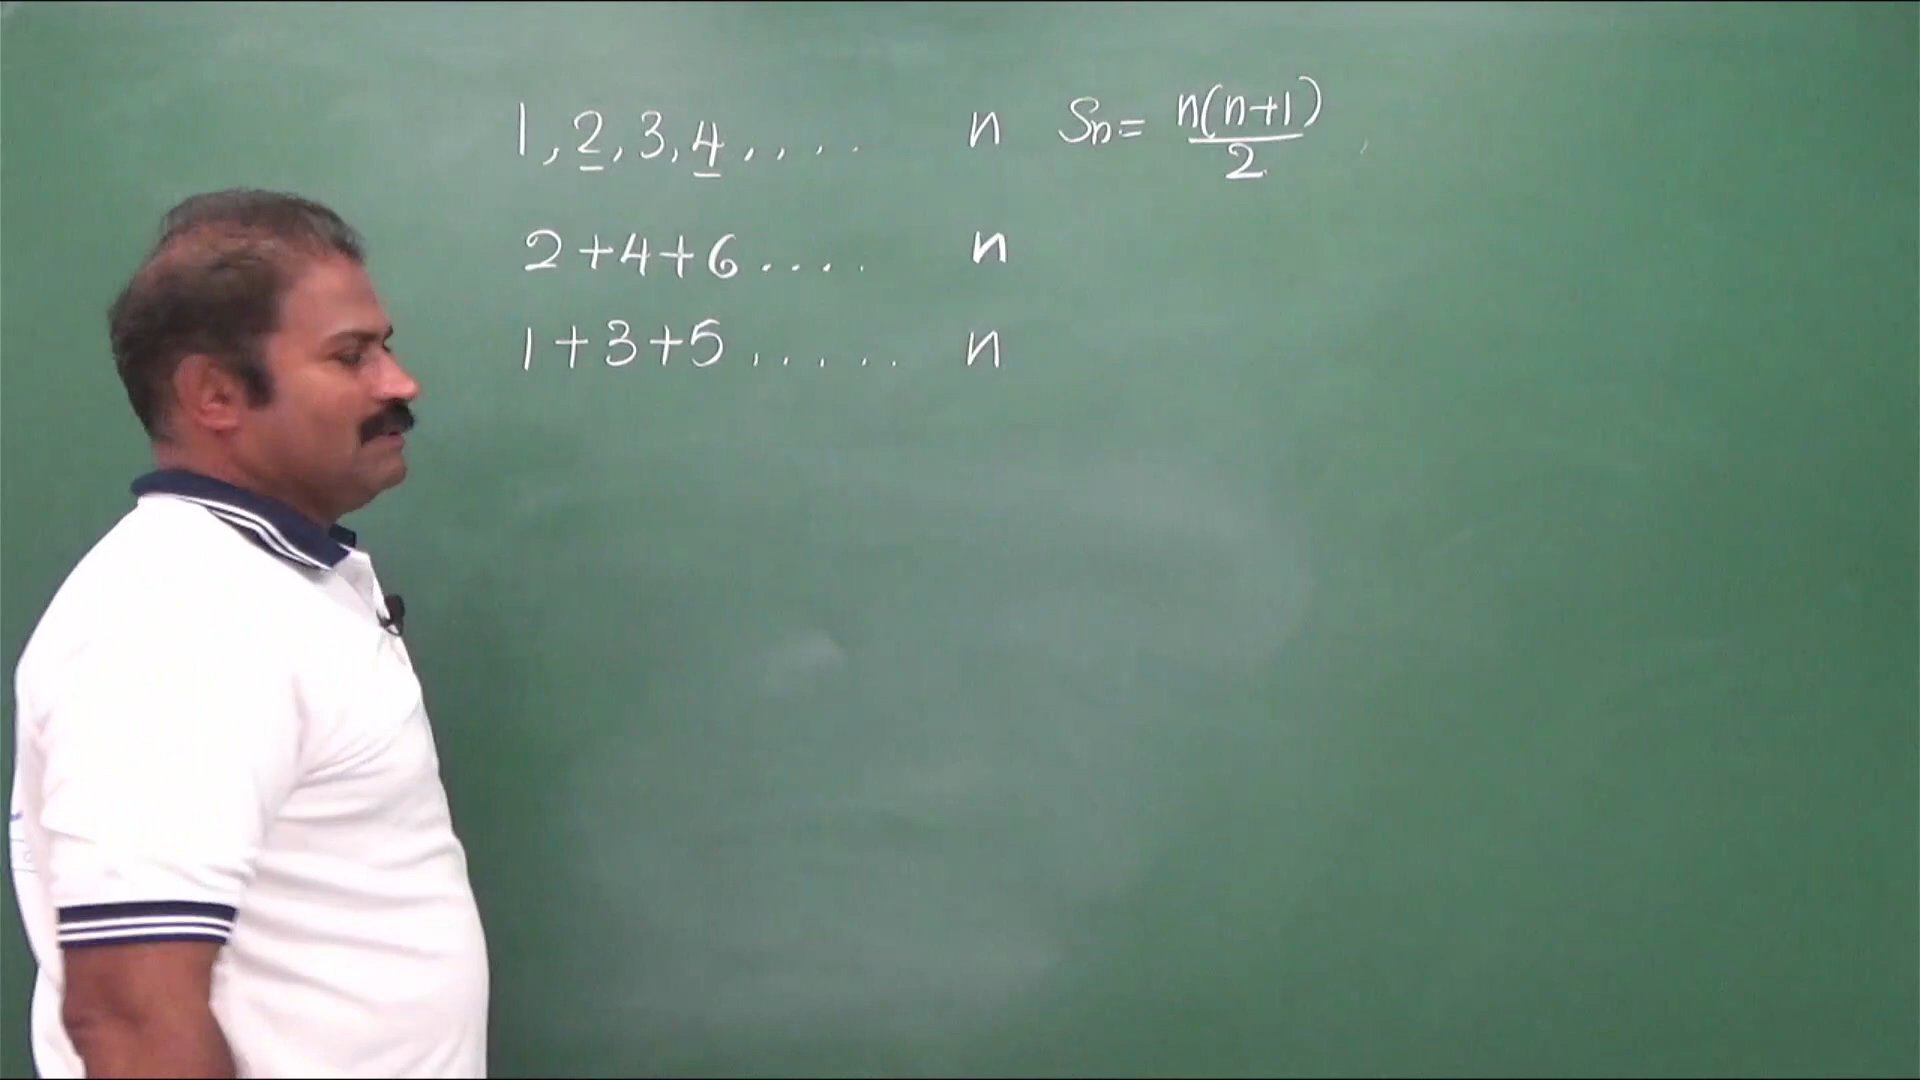 1, 2, 3, 4, , . . . n Sn = n(n+1)/2
2+4+6 . . . . n
1+3+5 . . . . . n